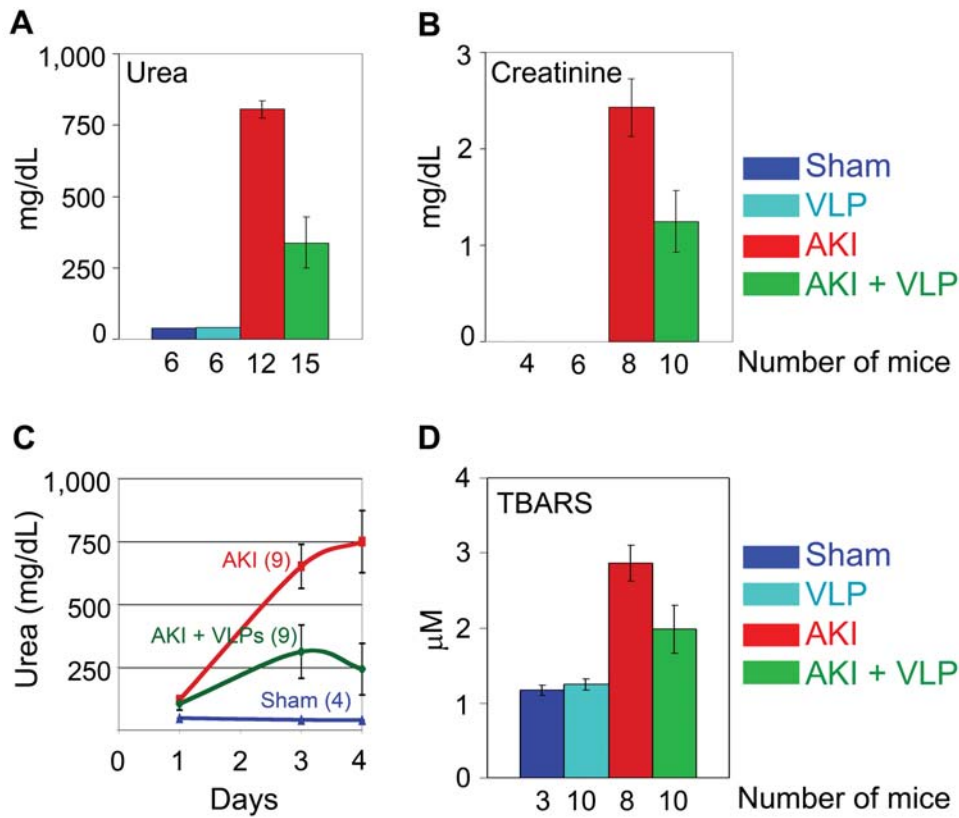 A
1,000
Urea
750
500
250
0
mg/dL
6 6 12 15
B
3
Creatinine
2
1
0
mg/dL
4 6 8 10 Number of mice
Sham
VLP
AKI
AKI + VLP
C
1,000
750
500
250
Urea (mg/dL)
AKI (9)
AKI + VLPs (9)
Sham (4)
0 1 2 3 4
Days
D
4
TBARS
3
2
1
0
μM
3 10 8 10 Number of mice
Sham
VLP
AKI
AKI + VLP